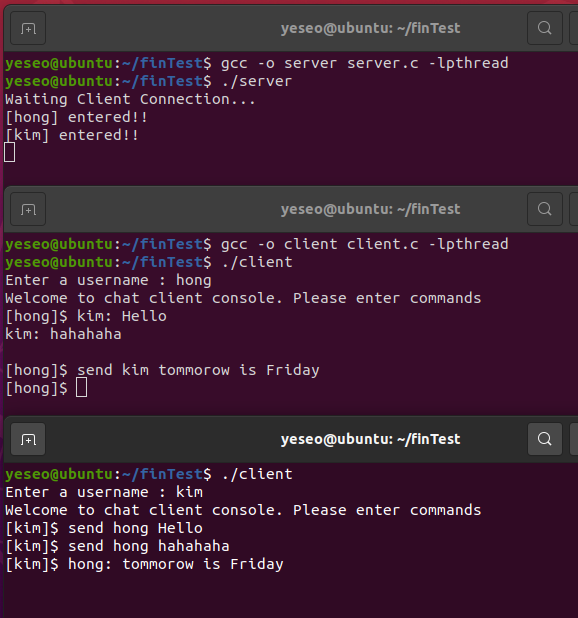 yeseo@ubuntu: ~/finTest
yeseo@ubuntu:~/finTest$ gcc -o server server.c -lpthread
yeseo@ubuntu:~/finTest$ ./server
Waiting Client Connection...
[hong] entered!!
[kim] entered!!
yeseo@ubuntu: ~/finTest
yeseo@ubuntu:~/finTest$ gcc -o client client.c -lpthread
yeseo@ubuntu:~/finTest$ ./client
Enter a username : hong
Welcome to chat client console. Please enter commands
[hong]$ kim: Hello
kim: hahahaha
[hong]$ send kim tommorow is Friday
[hong]$
yeseo@ubuntu: ~/finTest
yeseo@ubuntu:~/finTest$ ./client
Enter a username : kim
Welcome to chat client console. Please enter commands
[kim]$ send hong Hello
[kim]$ send hong hahahaha
[kim]$ hong: tommorow is Friday